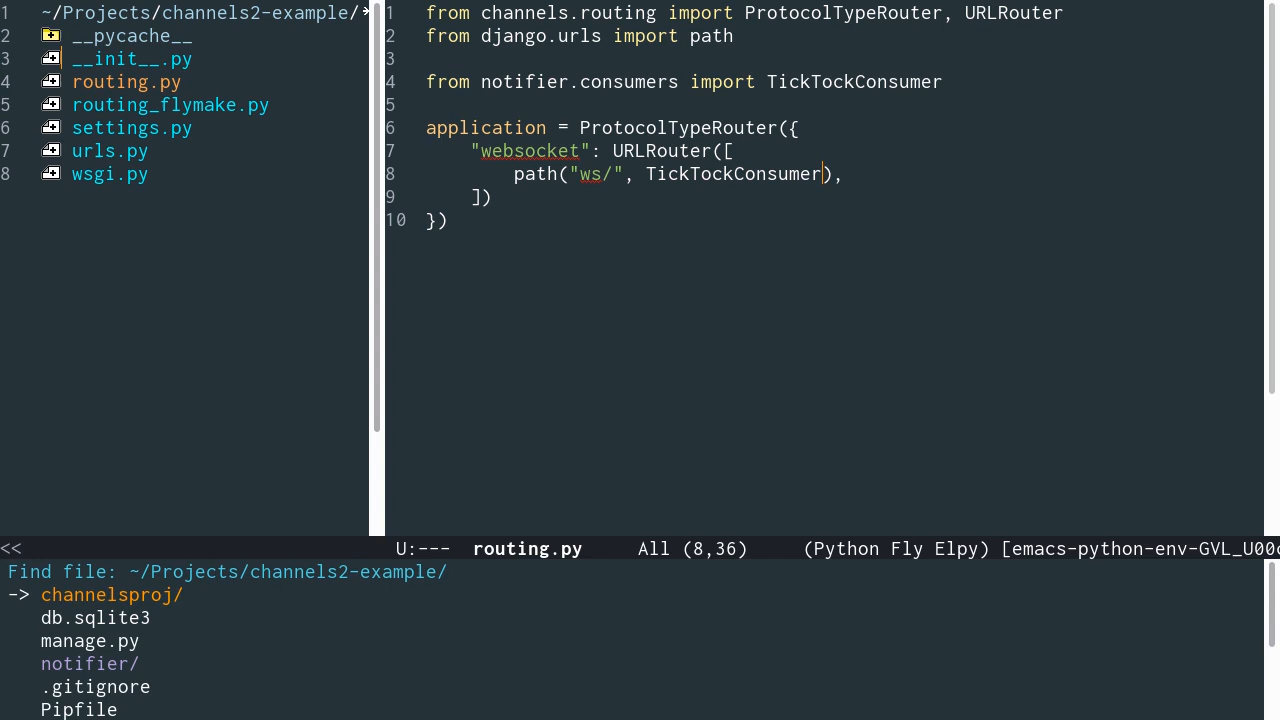 1 ~/Projects/channels2-example/
2 __pycache__
3 __init__.py
4 routing.py
5 routing_flymake.py
6 settings.py
7 urls.py
8 wsgi.py
1 from channels.routing import ProtocolTypeRouter, URLRouter
2 from django.urls import path
3
4 from notifier.consumers import TickTockConsumer
5
6 application = ProtocolTypeRouter({
7     "websocket": URLRouter([
8         path("ws/", TickTockConsumer),
9     ])
10 })
<< U:--- routing.py All (8,36) (Python Fly Elpy) [emacs-python-env-GVL_U00
Find file: ~/Projects/channels2-example/
-> channelsproj/
db.sqlite3
manage.py
notifier/
.gitignore
Pipfile